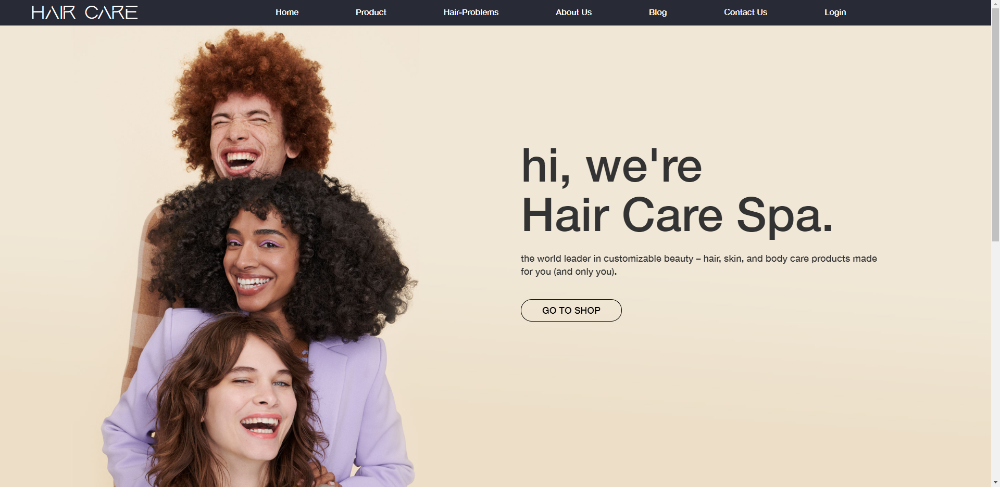 HAIR CARE
Home
Product
Hair-Problems
About Us
Blog
Contact Us
Login
hi, we're
Hair Care Spa.
the world leader in customizable beauty – hair, skin, and body care products made
for you (and only you).
GO TO SHOP